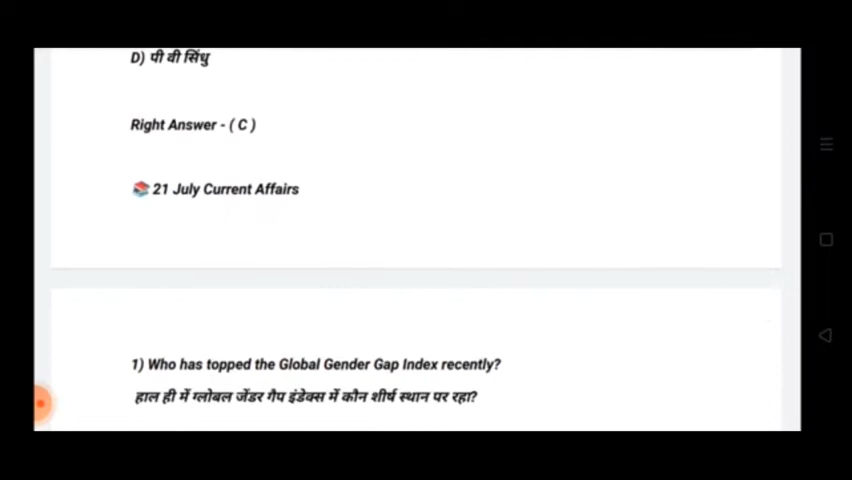 D) पी वी सिंधु
Right Answer - ( C )
📚 21 July Current Affairs
1) Who has topped the Global Gender Gap Index recently?
हाल ही में ग्लोबल जेंडर गैप इंडेक्स में कौन शीर्ष स्थान पर रहा?